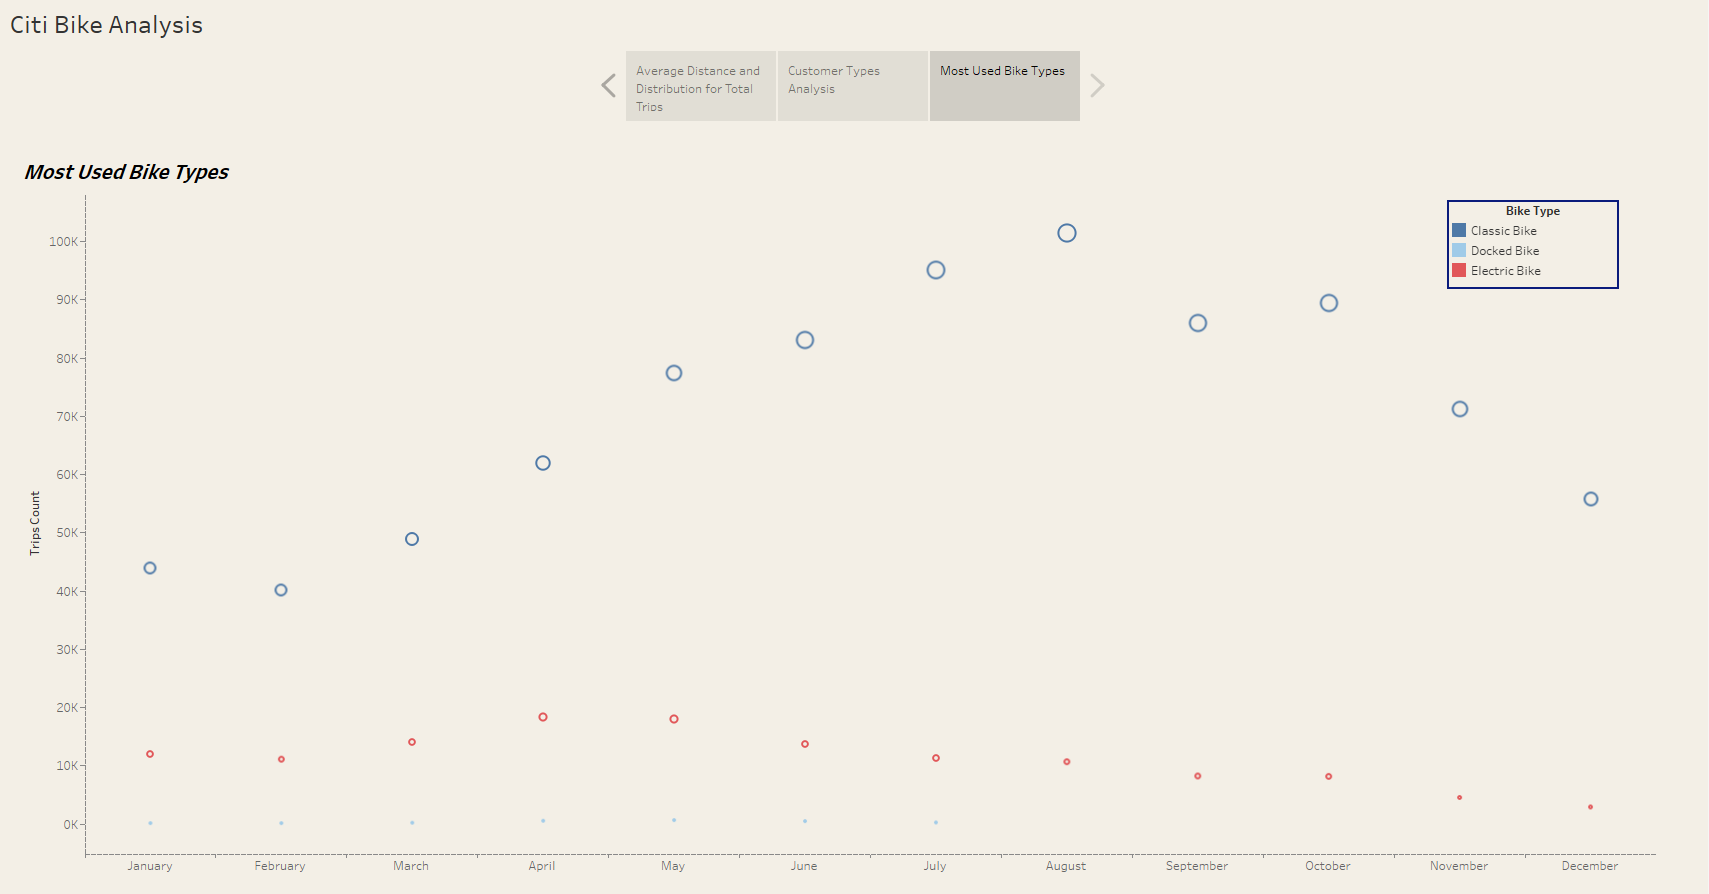 Citi Bike Analysis
Average Distance and
Distribution for Total
Trips
Customer Types
Analysis
Most Used Bike Types
Most Used Bike Types
Bike Type
Classic Bike
Docked Bike
Electric Bike
Trips Count
100K
90K
80K
70K
60K
50K
40K
30K
20K
10K
0K
January
February
March
April
May
June
July
August
September
October
November
December